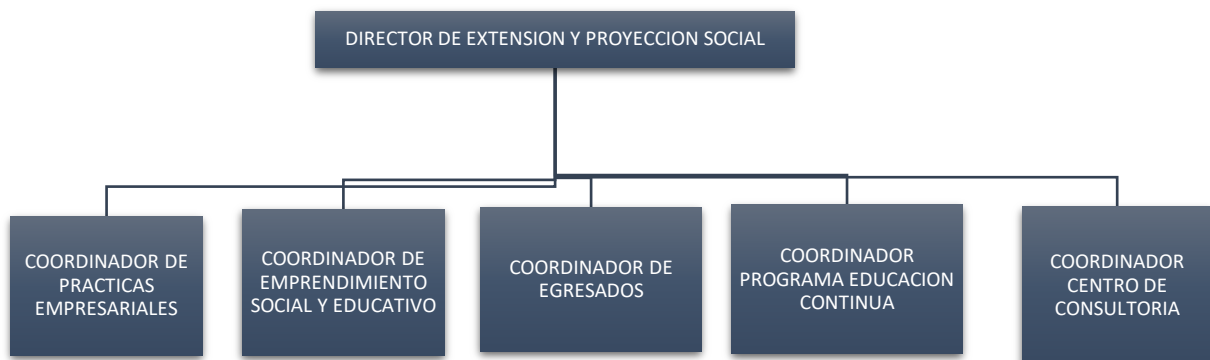 DIRECTOR DE EXTENSION Y PROYECCION SOCIAL
COORDINADOR DE
PRACTICAS
EMPRESARIALES
COORDINADOR DE
EMPRENDIMIENTO
SOCIAL Y EDUCATIVO
COORDINADOR DE
EGRESADOS
COORDINADOR
PROGRAMA EDUCACION
CONTINUA
COORDINADOR
CENTRO DE
CONSULTORIA